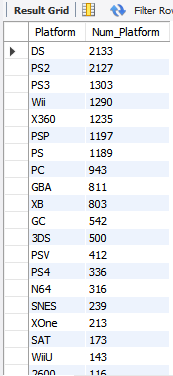 Result Grid Filter Row
Platform Num_Platform
DS 2133
PS2 2127
PS3 1303
Wii 1290
X360 1235
PSP 1197
PS 1189
PC 943
GBA 811
XB 803
GC 542
3DS 500
PSV 412
PS4 336
N64 316
SNES 239
XOne 213
SAT 173
WiiU 143
2600 116